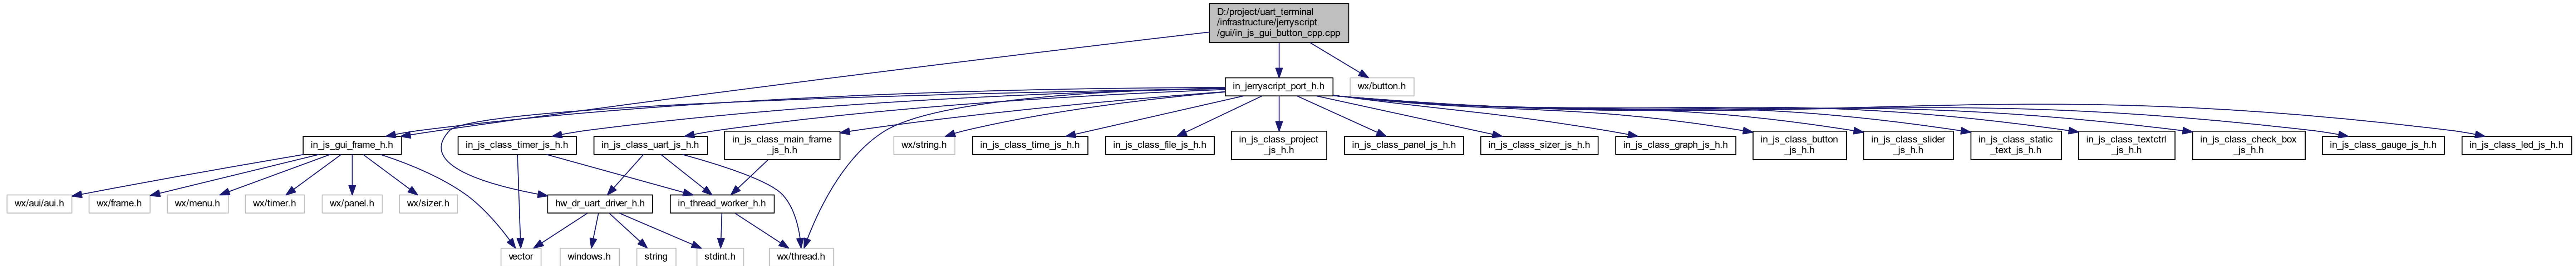 D:/project/uart_terminal
/infrastructure/jerryscript
/gui/in_js_gui_button_cpp.cpp
in_jerryscript_port_h.h
wx/button.h
in_js_gui_frame_h.h
in_js_class_timer_js_h.h
in_js_class_uart_js_h.h
in_js_class_main_frame
_js_h.h
wx/string.h
in_js_class_time_js_h.h
in_js_class_file_js_h.h
in_js_class_project
_js_h.h
in_js_class_panel_js_h.h
in_js_class_sizer_js_h.h
in_js_class_graph_js_h.h
in_js_class_button
_js_h.h
in_js_class_slider
_js_h.h
in_js_class_static
_text_js_h.h
in_js_class_textctrl
_js_h.h
in_js_class_check_box
_js_h.h
in_js_class_gauge_js_h.h
in_js_class_led_js_h.h
wx/aui/aui.h
wx/frame.h
wx/menu.h
wx/timer.h
wx/panel.h
wx/sizer.h
hw_dr_uart_driver_h.h
in_thread_worker_h.h
vector
windows.h
string
stdint.h
wx/thread.h